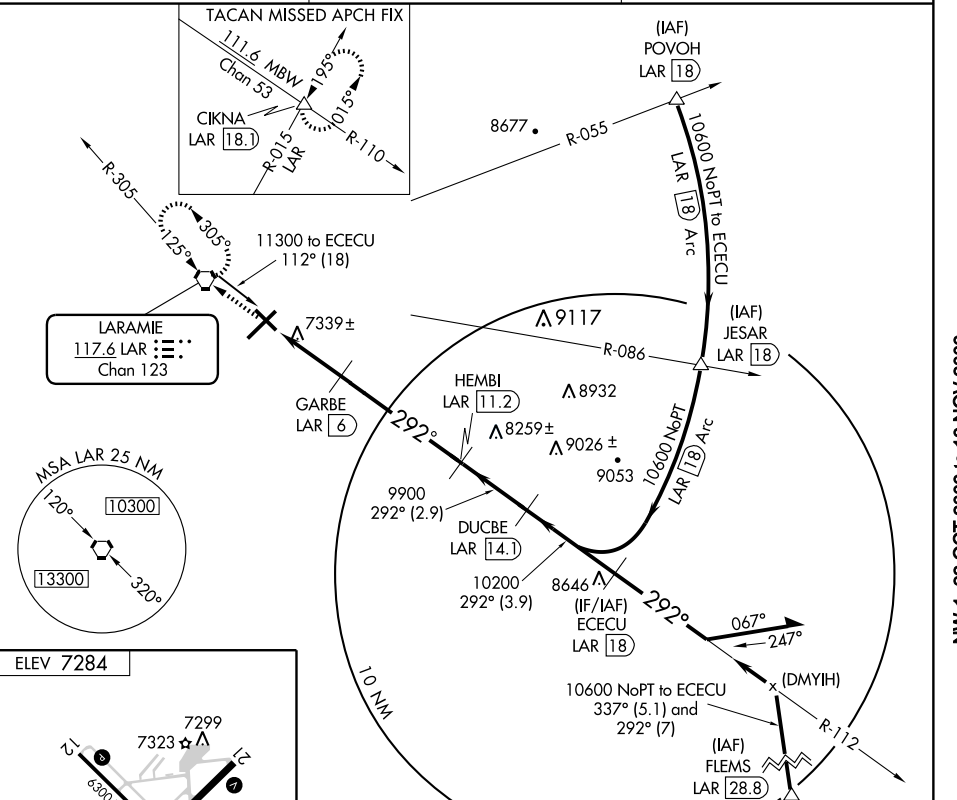 TACAN MISSED APCH FIX
111.6 MBW
Chan 53
195°
015°
CIKNA
LAR 18.1
R-015
LAR
R-110
(IAF)
POVOH
LAR 18
8677
R-055
10600 NoPT to ECECU
LAR 18 Arc
R-305
305°
125°
11300 to ECECU
112° (18)
LARAMIE
117.6 LAR
Chan 123
7339±
9117
(IAF)
JESAR
LAR 18
R-086
HEMBI
LAR 11.2
8932
GARBE
LAR 6
292°
8259±
9026 ±
9053
10600 NoPT
LAR 18 Arc
MSA LAR 25 NM
120°
10300
13300
320°
9900
292° (2.9)
DUCBE
LAR 14.1
10200
292° (3.9)
8646
(IF/IAF)
ECECU
LAR 18
292°
067°
247°
(DMYIH)
10 NM
10600 NoPT to ECECU
337° (5.1) and
292° (7)
R-112
(IAF)
FLEMS
LAR 28.8
ELEV 7284
7299
7323
12
21
P
V
6300